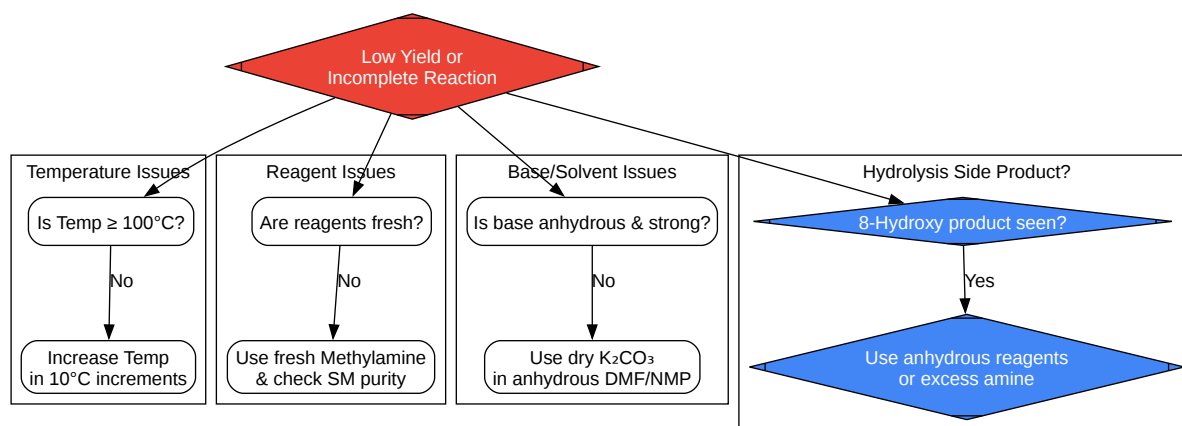 Low Yield or
Incomplete Reaction
Temperature Issues
Reagent Issues
Base/Solvent Issues
Hydrolysis Side Product?
Is Temp ≥ 100°C?
Are reagents fresh?
Is base anhydrous & strong?
8-Hydroxy product seen?
No
No
No
Yes
Increase Temp
in 10°C increments
Use fresh Methylamine
& check SM purity
Use dry K₂CO₃
in anhydrous DMF/NMP
Use anhydrous reagents
or excess amine